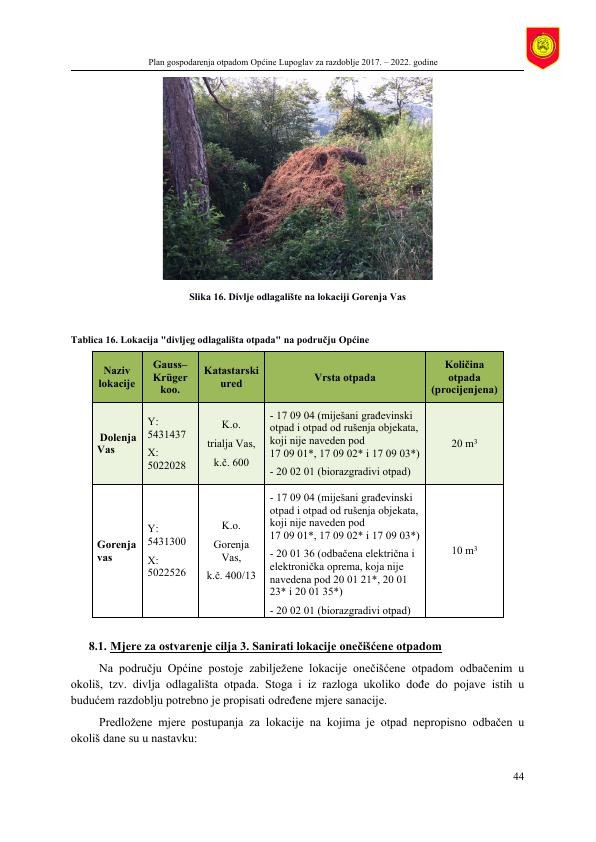 Plan gospodarenja otpadom Općine Lupoglav za razdoblje 2017. – 2022. godine
Slika 16. Divlje odlagalište na lokaciji Gorenja Vas
Tablica 16. Lokacija "divljeg odlagališta otpada" na području Općine
Naziv
lokacije
Gauss–
Krüger
koo.
Katastarski
ured
Vrsta otpada
Količina
otpada
(procijenjena)
Dolenja
Vas
Y:
5431437
X:
5022028
K.o.
trialja Vas,
k.č. 600
- 17 09 04 (miješani građevinski
otpad i otpad od rušenja objekata,
koji nije naveden pod
17 09 01*, 17 09 02* i 17 09 03*)
- 20 02 01 (biorazgradivi otpad)
20 m³
Gorenja
vas
Y:
5431300
X:
5022526
K.o.
Gorenja
Vas,
k.č. 400/13
- 17 09 04 (miješani građevinski
otpad i otpad od rušenja objekata,
koji nije naveden pod
17 09 01*, 17 09 02* i 17 09 03*)
- 20 01 36 (odbačena električna i
elektronička oprema, koja nije
navedena pod 20 01 21*, 20 01
23* i 20 01 35*)
- 20 02 01 (biorazgradivi otpad)
10 m³
8.1. Mjere za ostvarenje cilja 3. Sanirati lokacije onečišćene otpadom
Na području Općine postoje zabilježene lokacije onečišćene otpadom odbačenim u
okoliš, tzv. divlja odlagališta otpada. Stoga i iz razloga ukoliko dođe do pojave istih u
budućem razdoblju potrebno je propisati određene mjere sanacije.
Predložene mjere postupanja za lokacije na kojima je otpad nepropisno odbačen u
okoliš dane su u nastavku:
44